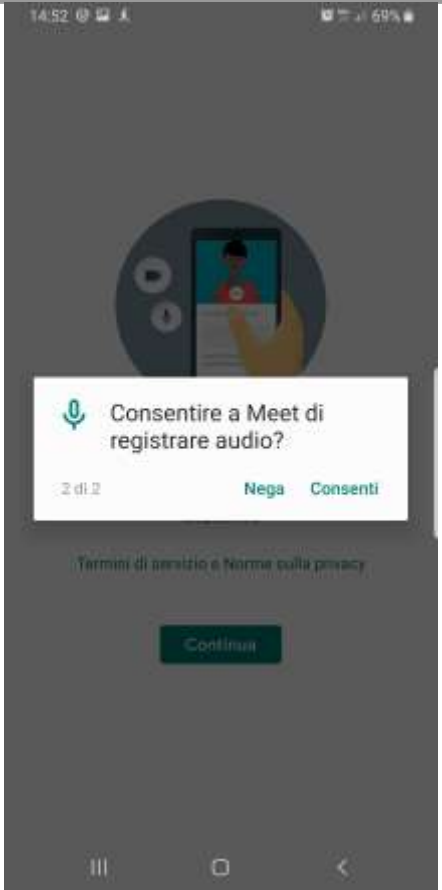 14:52 69%
Consentire a Meet di
registrare audio?
2 di 2 Nega Consenti
Termini di servizio e Norme sulla privacy
Continua